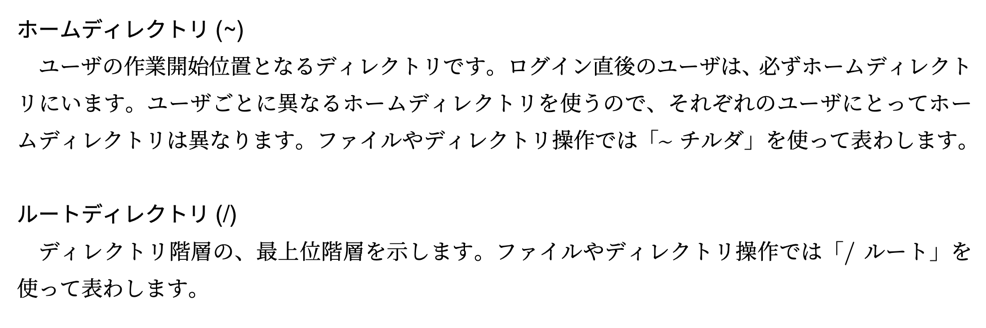 ホームディレクトリ (~)
　ユーザの作業開始位置となるディレクトリです。ログイン直後のユーザは、必ずホームディレクト
リにいます。ユーザごとに異なるホームディレクトリを使うので、それぞれのユーザにとってホー
ムディレクトリは異なります。ファイルやディレクトリ操作では「~ チルダ」を使って表わします。
ルートディレクトリ (/)
　ディレクトリ階層の、最上位階層を示します。ファイルやディレクトリ操作では「/ ルート」を
使って表わします。